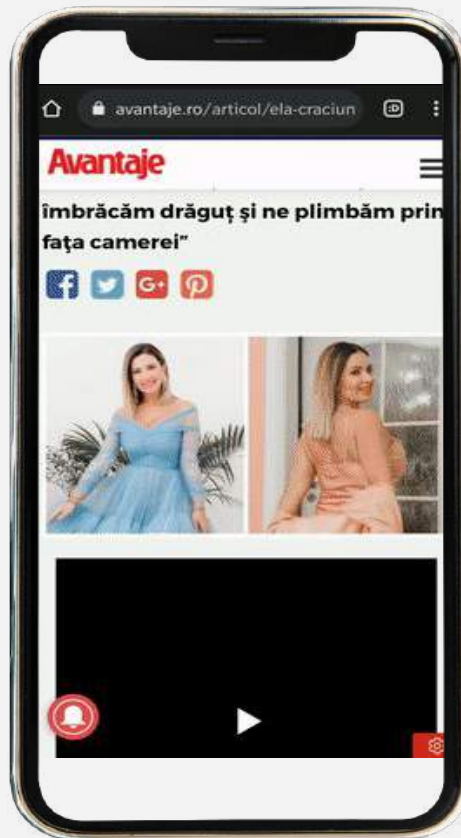 avantaje.ro/articol/ela-craciun :D
Avantaje
îmbrăcăm drăguț și ne plimbăm prin
fața camerei”
f G+